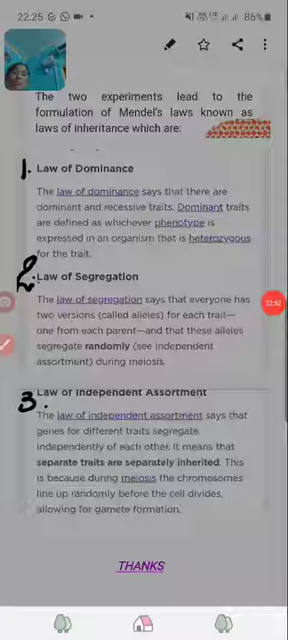 22:25
86%
The two experiments lead to the
formulation of Mendel's laws known as
laws of inheritance which are:
1. Law of Dominance
The law of dominance says that there are
dominant and recessive traits. Dominant traits
are defined as whichever phenotype is
expressed in an organism that is heterozygous
for the trait.
2. Law of Segregation
The law of segregation says that everyone has
two versions (called alleles) for each trait—
one from each parent—and that these alleles
segregate randomly (see independent
assortment) during meiosis.
3. Law of Independent Assortment
The law of independent assortment says that
genes for different traits segregate
independently of each other. It means that
separate traits are separately inherited. This
is because during meiosis the chromosomes
line up randomly before the cell divides,
allowing for gamete formation.
THANKS